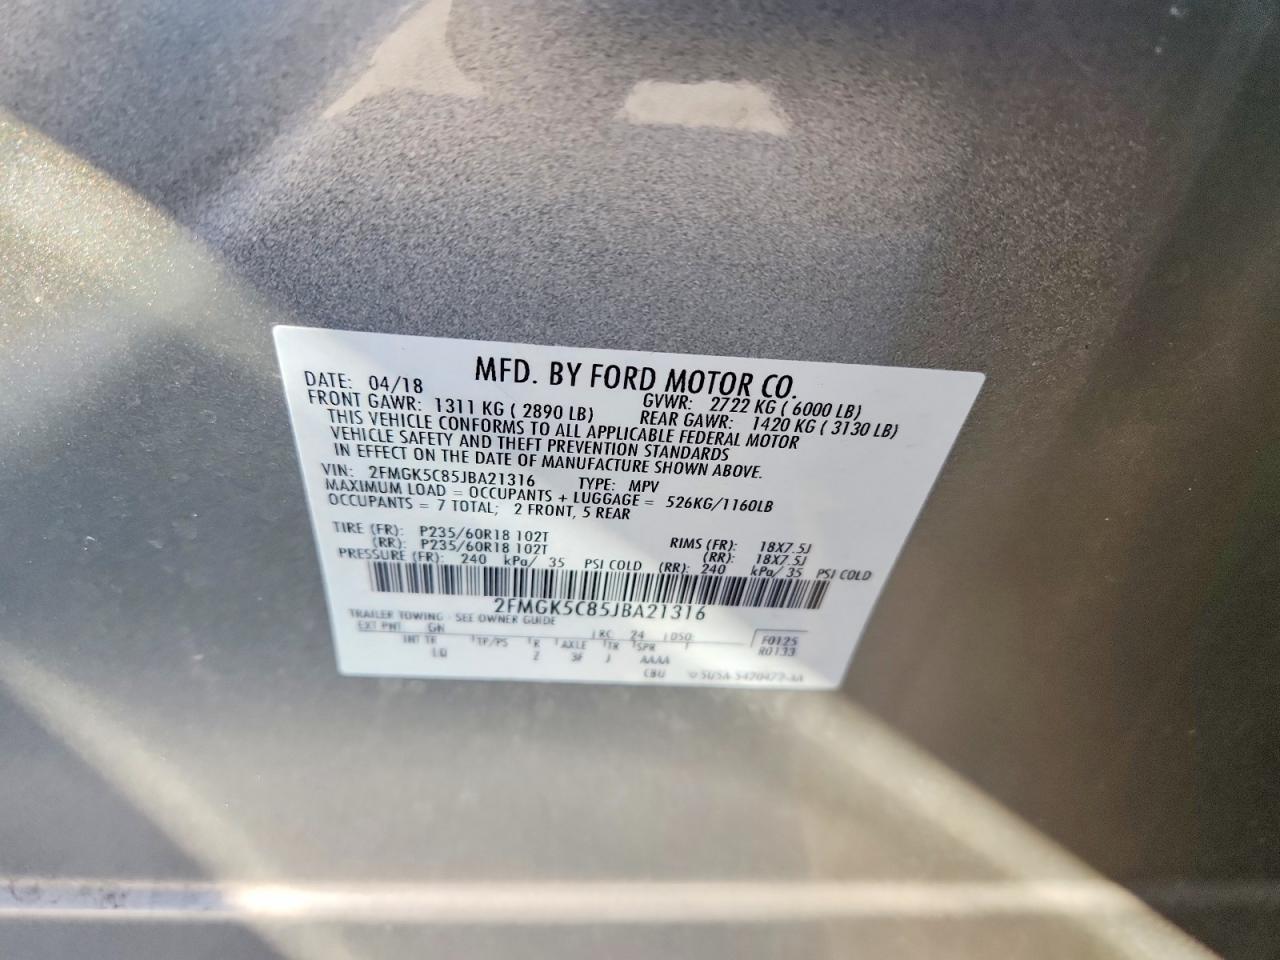 MFD. BY FORD MOTOR CO.
DATE: 04/18 GVWR: 2722 KG ( 6000 LB)
FRONT GAWR: 1311 KG ( 2890 LB) REAR GAWR: 1420 KG ( 3130 LB)
THIS VEHICLE CONFORMS TO ALL APPLICABLE FEDERAL MOTOR
VEHICLE SAFETY AND THEFT PREVENTION STANDARDS
IN EFFECT ON THE DATE OF MANUFACTURE SHOWN ABOVE.
VIN: 2FMGK5C85JBA21316 TYPE: MPV
MAXIMUM LOAD = OCCUPANTS + LUGGAGE = 526KG/1160LB
OCCUPANTS = 7 TOTAL; 2 FRONT, 5 REAR
TIRE (FR): P235/60R18 102T RIMS (FR): 18X7.5J
(RR): P235/60R18 102T (RR): 18X7.5J
PRESSURE (FR): 240 kPa/ 35 PSI COLD (RR): 240 kPa/ 35 PSI COLD
2FMGK5C85JBA21316
TRAILER TOWING - SEE OWNER GUIDE
EXT PNT GN RC 24 DSO F0125
INT TR TP/PS R AXLE TR SPR R0133
LQ 2 3F J AAAA
CBU